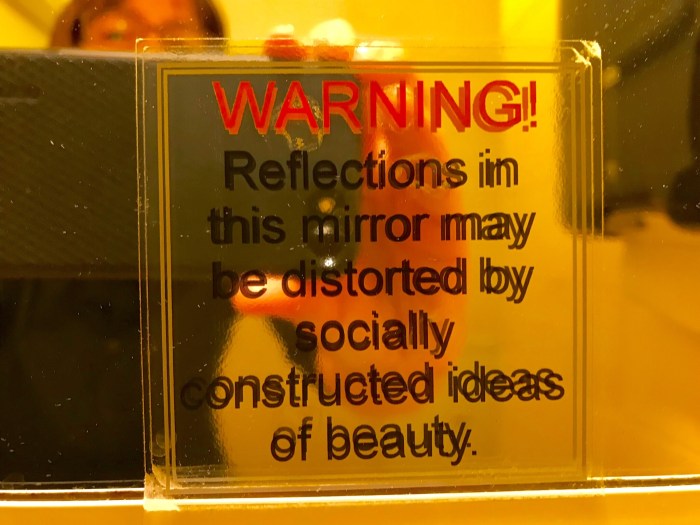 WARNING!
Reflections in
this mirror may
be distorted by
socially
constructed ideas
of beauty.